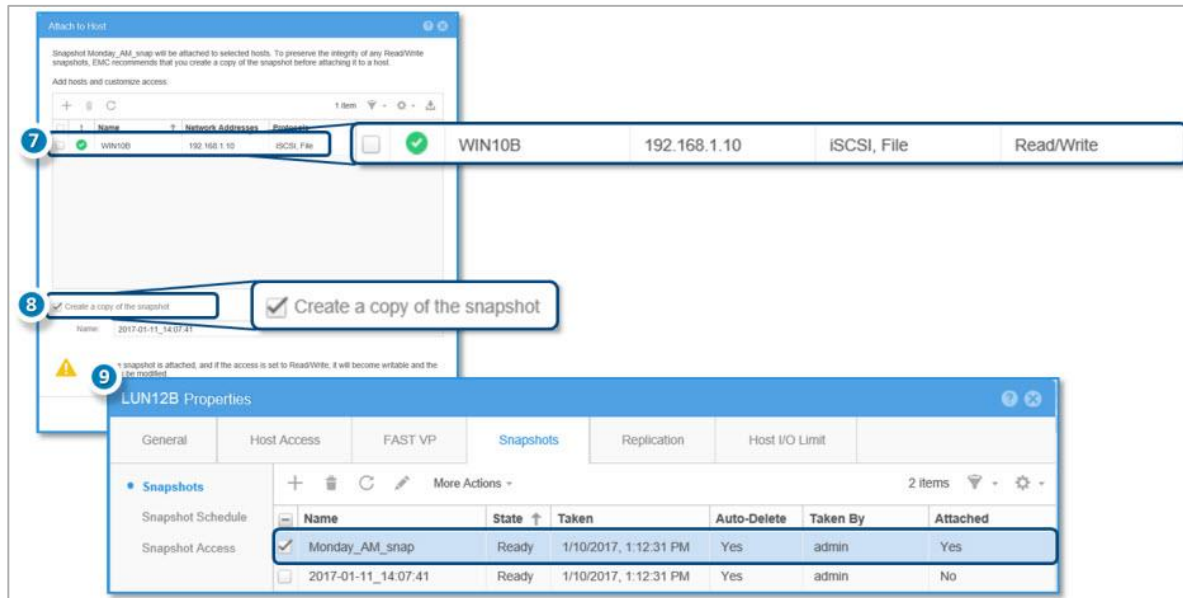 Attach to Host
Snapshot Monday_AM_snap will be attached to selected hosts. To preserve the integrity of any Read/Write
snapshots, EMC recommends that you create a copy of the snapshot before attaching it to a host.
Add hosts and customize access:
1 item
! Name Network Addresses Protocols
7
WIN10B 192.168.1.10 iSCSI, File
WIN10B 192.168.1.10 iSCSI, File Read/Write
8
Create a copy of the snapshot
Create a copy of the snapshot
Name: 2017-01-11_14:07:41
snapshot is attached, and if the access is set to Read/Write, it will become writable and the
be modified
9
LUN12B Properties
General Host Access FAST VP Snapshots Replication Host I/O Limit
Snapshots
More Actions
2 items
Snapshot Schedule
Snapshot Access
Name State Taken Auto-Delete Taken By Attached
Monday_AM_snap Ready 1/10/2017, 1:12:31 PM Yes admin Yes
2017-01-11_14:07:41 Ready 1/10/2017, 1:12:31 PM Yes admin No